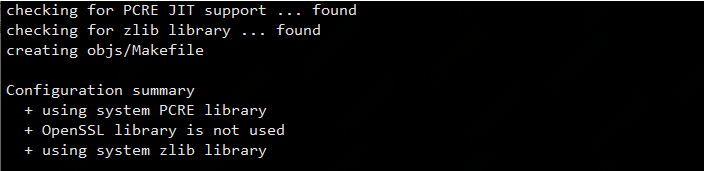 checking for PCRE JIT support ... found
checking for zlib library ... found
creating objs/Makefile
Configuration summary
+ using system PCRE library
+ OpenSSL library is not used
+ using system zlib library